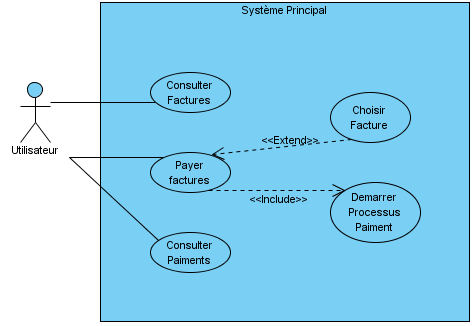 Système Principal
Consulter
Factures
Choisir
Facture
<<Extend>>
Utilisateur
Payer
factures
<<Include>>
Demarrer
Processus
Paiment
Consulter
Paiments